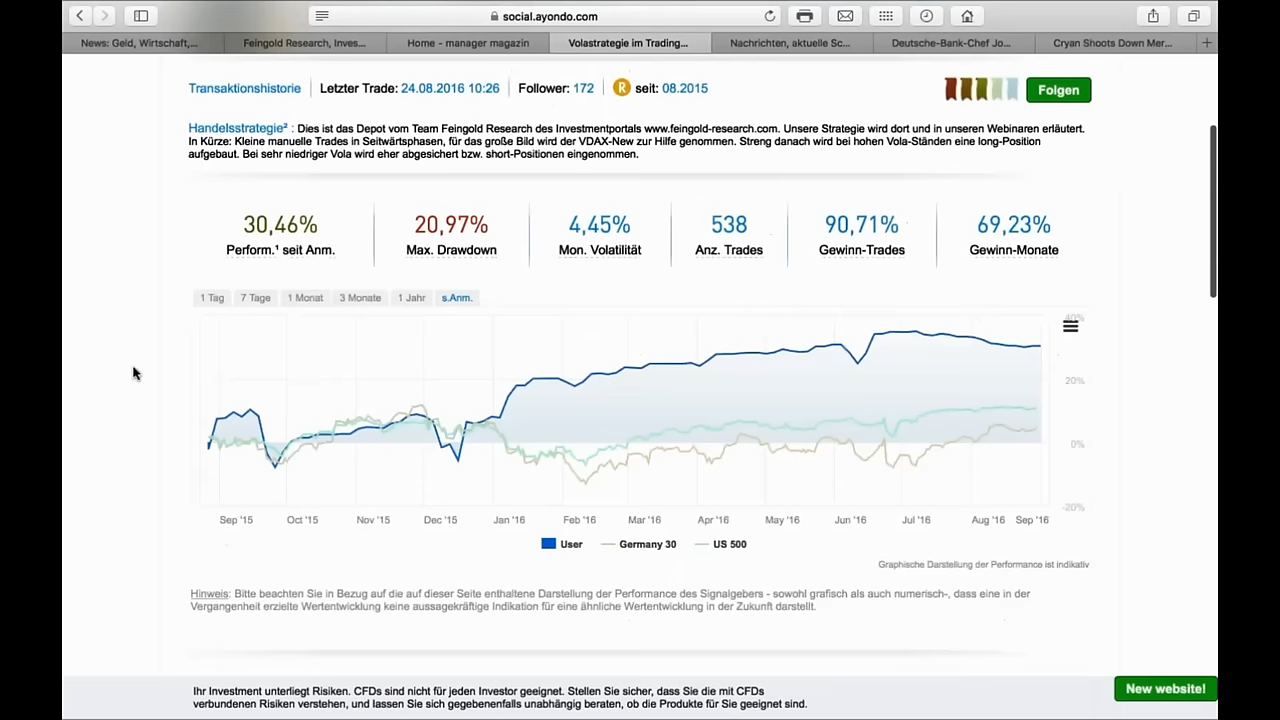 social.ayondo.com
News: Geld, Wirtschaft,...
Feingold Research, Inves...
Home - manager magazin
Volastrategie im Trading...
Nachrichten, aktuelle Sc...
Deutsche-Bank-Chef Jo...
Cryan Shoots Down Mer...
Transaktionshistorie
Letzter Trade: 24.08.2016 10:26
Follower: 172
R seit: 08.2015
Folgen
Handelsstrategie² : Dies ist das Depot vom Team Feingold Research des Investmentportals www.feingold-research.com. Unsere Strategie wird dort und in unseren Webinaren erläutert.
In Kürze: Kleine manuelle Trades in Seitwärtsphasen, für das große Bild wird der VDAX-New zur Hilfe genommen. Streng danach wird bei hohen Vola-Ständen eine long-Position
aufgebaut. Bei sehr niedriger Vola wird eher abgesichert bzw. short-Positionen eingenommen.
30,46% 20,97% 4,45% 538 90,71% 69,23%
Perform.¹ seit Anm. Max. Drawdown Mon. Volatilität Anz. Trades Gewinn-Trades Gewinn-Monate
1 Tag 7 Tage 1 Monat 3 Monate 1 Jahr s.Anm.
40%
20%
0%
-20%
Sep '15 Oct '15 Nov '15 Dec '15 Jan '16 Feb '16 Mar '16 Apr '16 May '16 Jun '16 Jul '16 Aug '16 Sep '16
User Germany 30 US 500
Graphische Darstellung der Performance ist indikativ
Hinweis: Bitte beachten Sie in Bezug auf die auf dieser Seite enthaltene Darstellung der Performance des Signalgebers - sowohl grafisch als auch numerisch-, dass eine in der
Vergangenheit erzielte Wertentwicklung keine aussagekräftige Indikation für eine ähnliche Wertentwicklung in der Zukunft darstellt.
Ihr Investment unterliegt Risiken. CFDs sind nicht für jeden Investor geeignet. Stellen Sie sicher, dass Sie die mit CFDs
verbundenen Risiken verstehen, und lassen Sie sich gegebenenfalls unabhängig beraten, ob die Produkte für Sie geeignet sind.
New website!